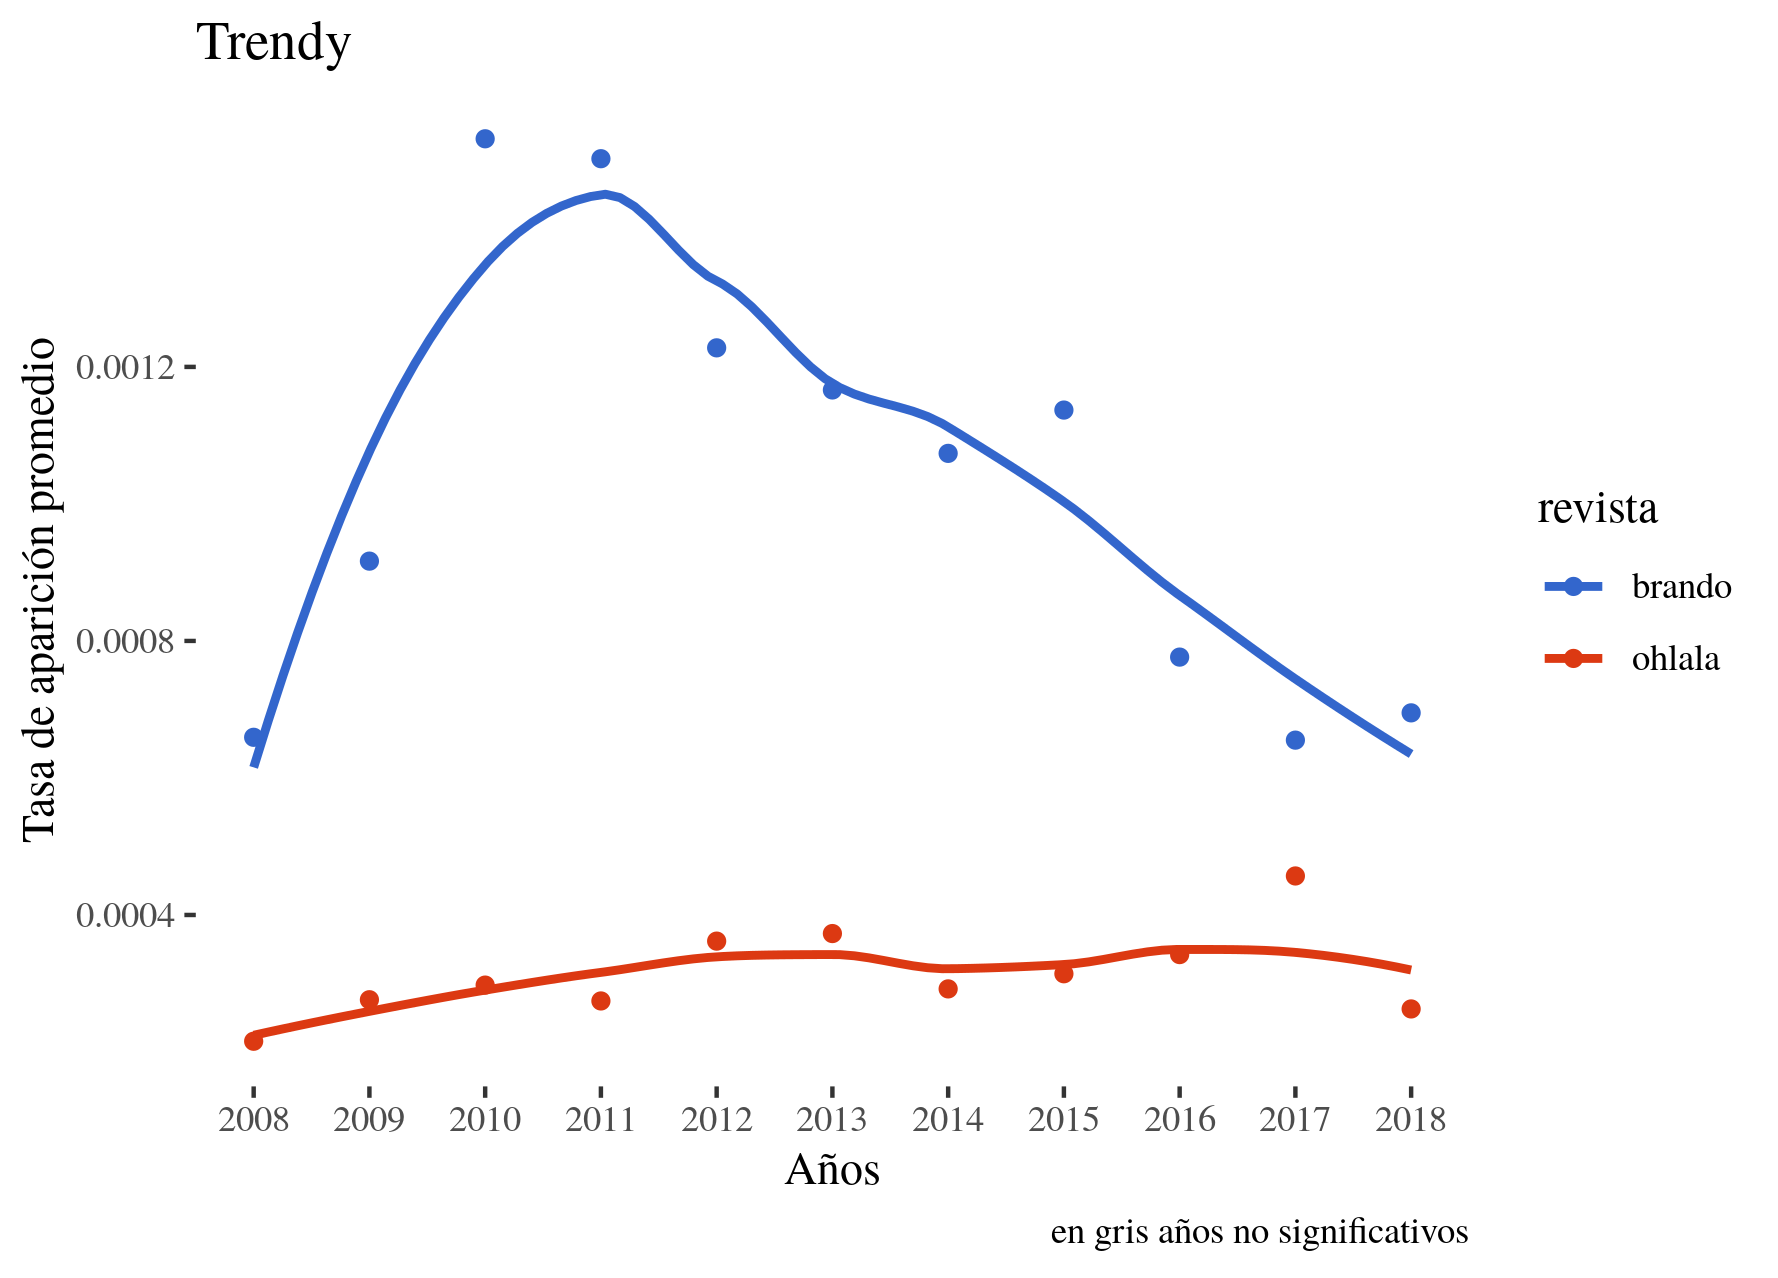 Trendy
Tasa de aparición promedio
0.0012
0.0008
0.0004
2008 2009 2010 2011 2012 2013 2014 2015 2016 2017 2018
Años
revista
brando
ohlala
en gris años no significativos